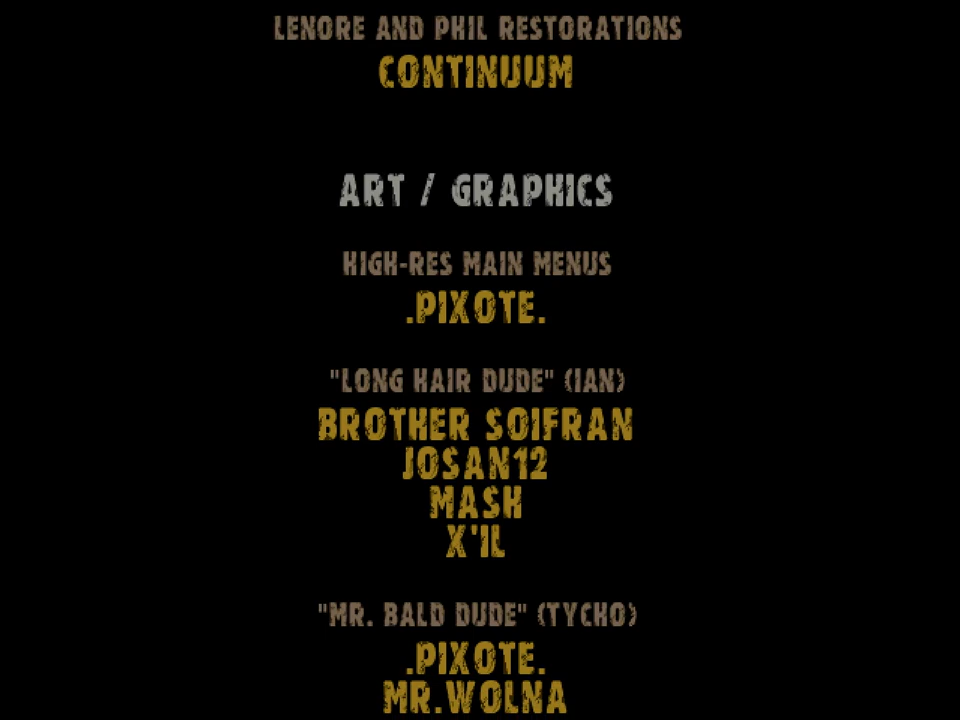 LENORE AND PHIL RESTORATIONS
CONTINUUM
ART / GRAPHICS
HIGH-RES MAIN MENUS
.PIXOTE.
"LONG HAIR DUDE" (IAN)
BROTHER SOIFRAN
JOSAN12
MASH
X'IL
"MR. BALD DUDE" (TYCHO)
.PIXOTE.
MR.WOLNA